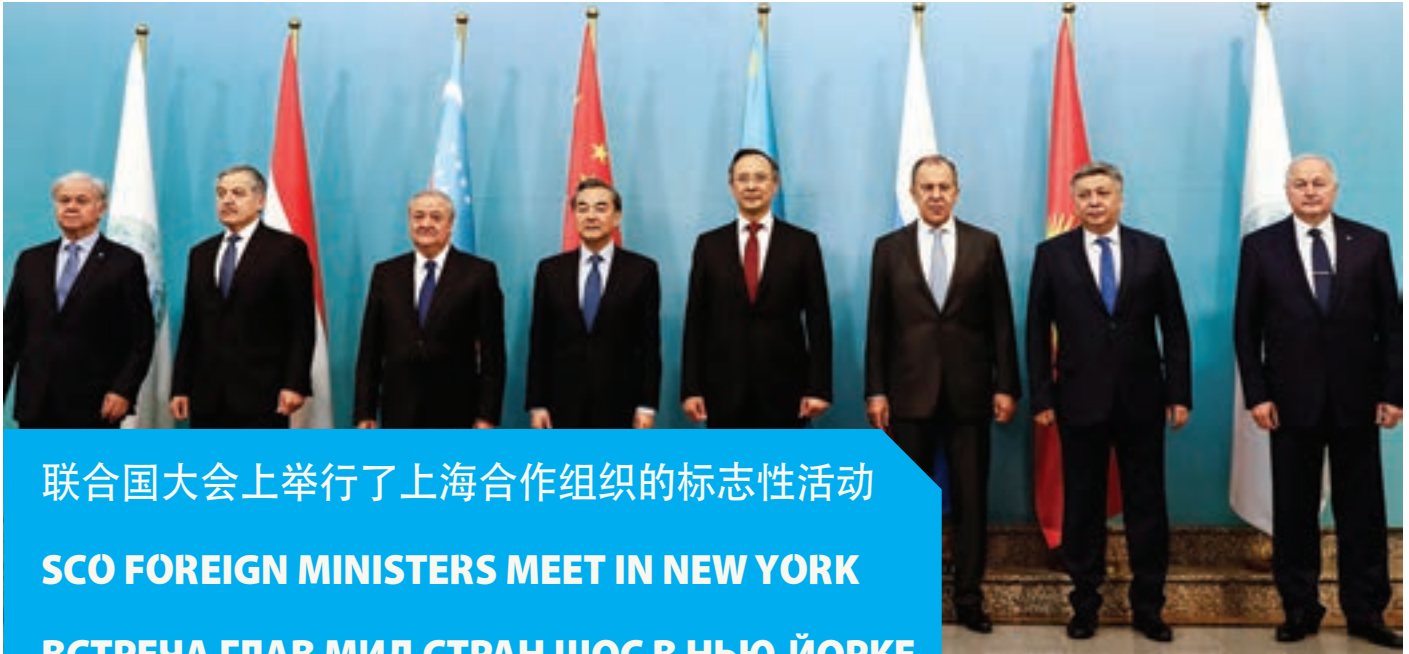 联合国大会上举行了上海合作组织的标志性活动
SCO FOREIGN MINISTERS MEET IN NEW YORK
ВСТРЕЧА ГЛАВ МИД СТРАН ШОС В НЬЮ-ЙОРКЕ